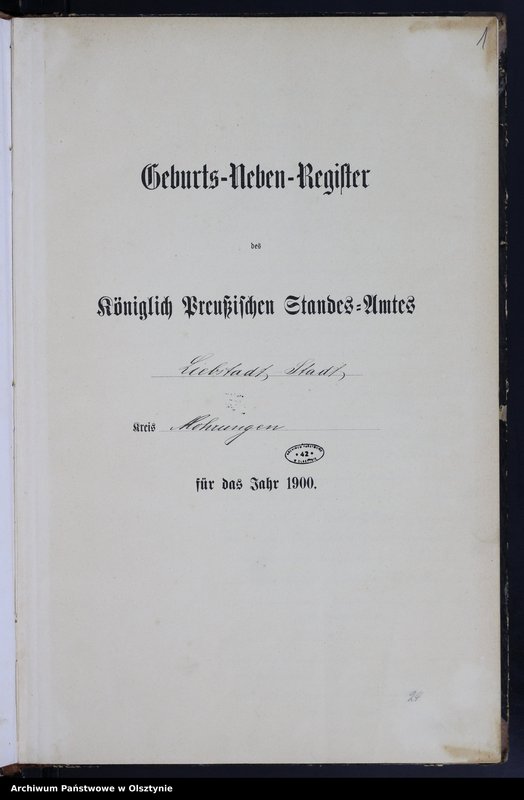 1
Geburts-Neben-Register
des
Königlich Preußischen Standes-Amtes
Liebstadt, Stadt,
Kreis Mohrungen
42
für das Jahr 1900.
24
Archiwum Państwowe w Olsztynie